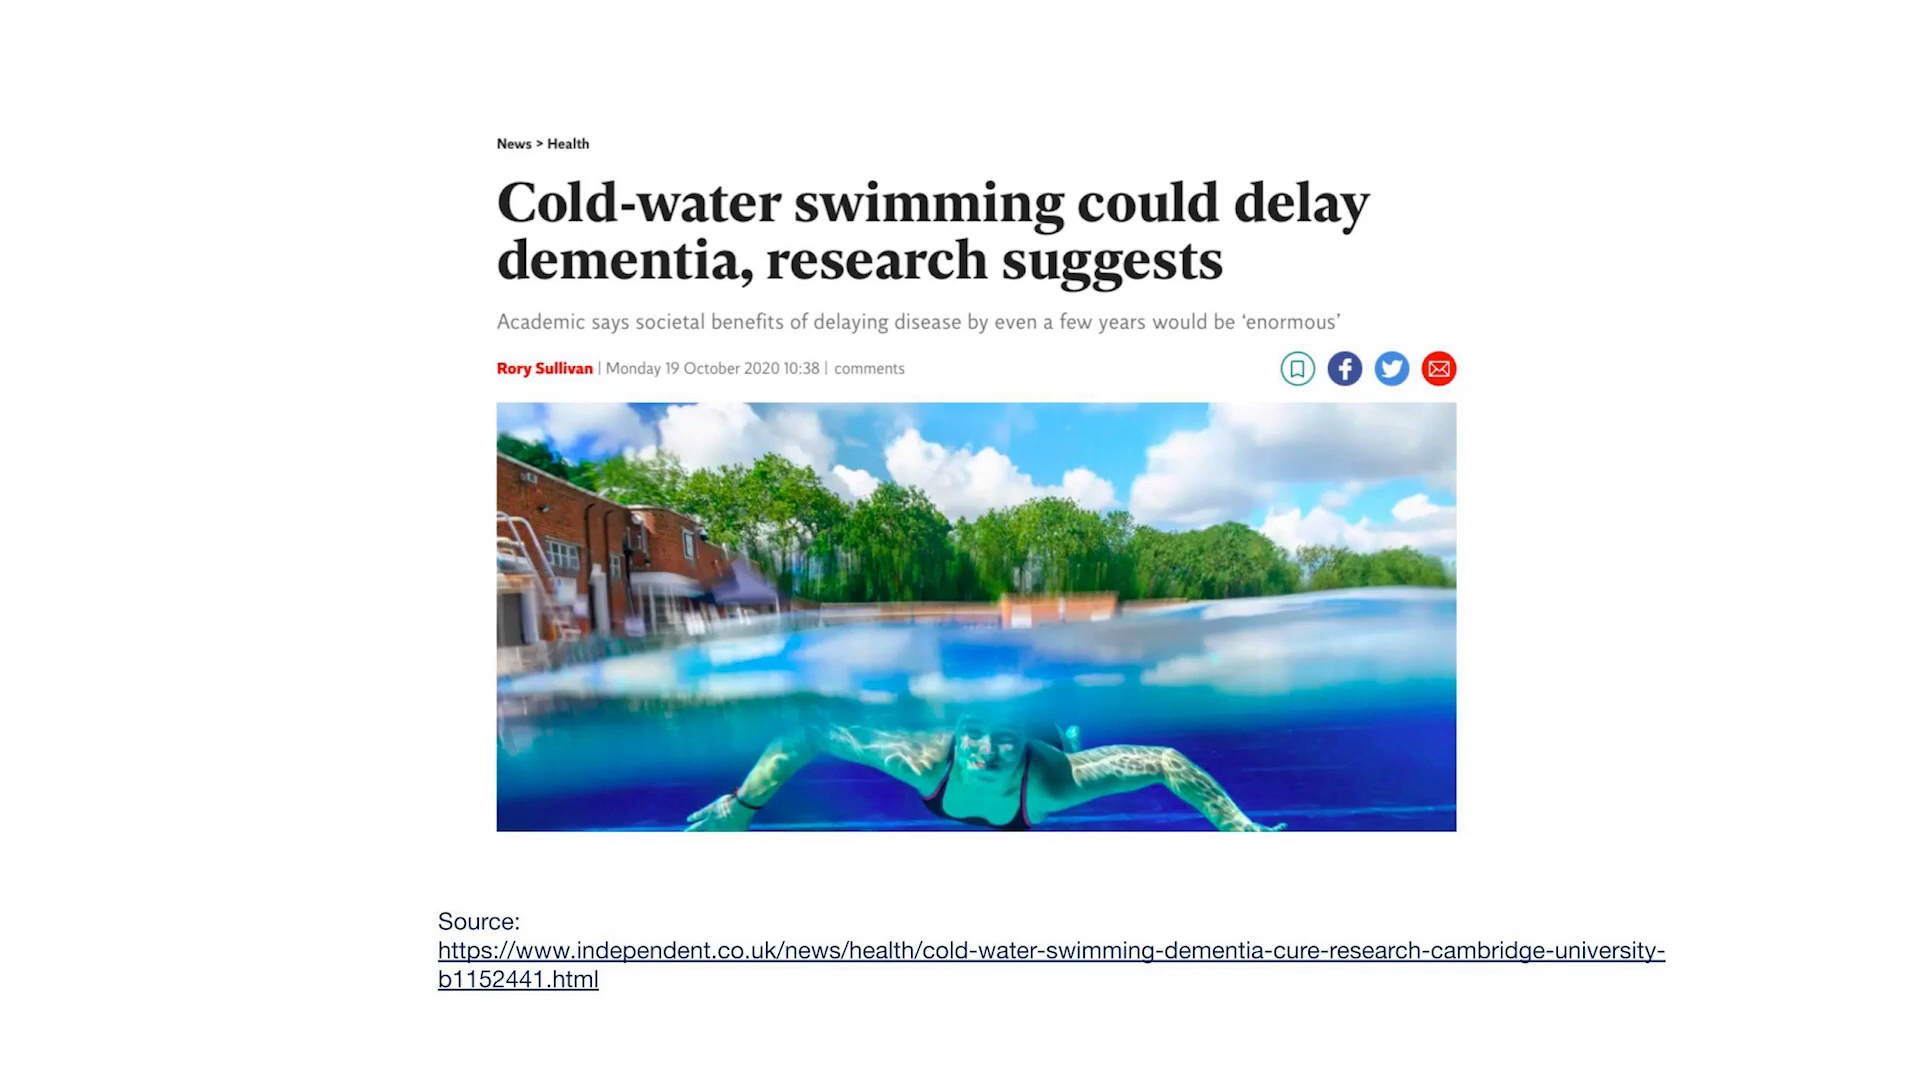 News > Health
Cold-water swimming could delay
dementia, research suggests
Academic says societal benefits of delaying disease by even a few years would be ‘enormous’
Rory Sullivan | Monday 19 October 2020 10:38 | comments
Source:
https://www.independent.co.uk/news/health/cold-water-swimming-dementia-cure-research-cambridge-university-
b1152441.html